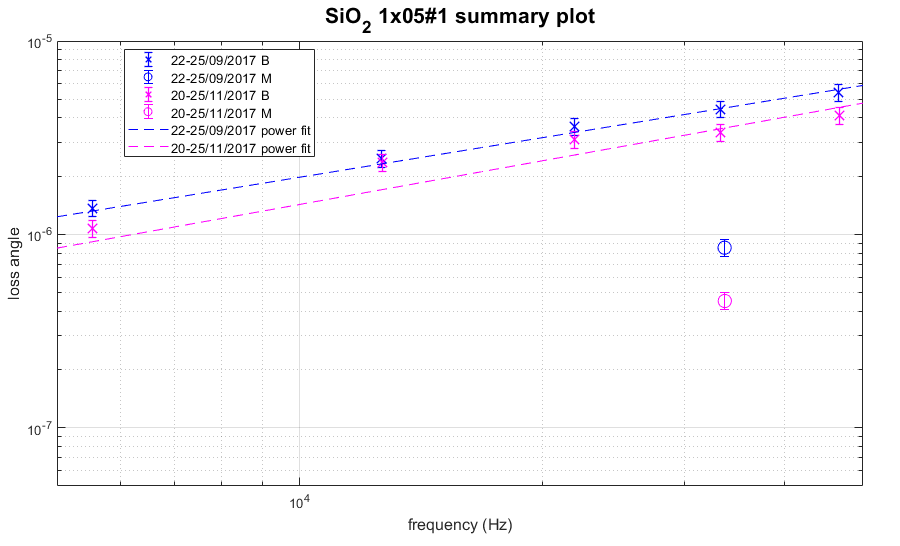 SiO2 1x05#1 summary plot
10-5
22-25/09/2017 B
22-25/09/2017 M
20-25/11/2017 B
20-25/11/2017 M
22-25/09/2017 power fit
20-25/11/2017 power fit
10-6
loss angle
10-7
104
frequency (Hz)